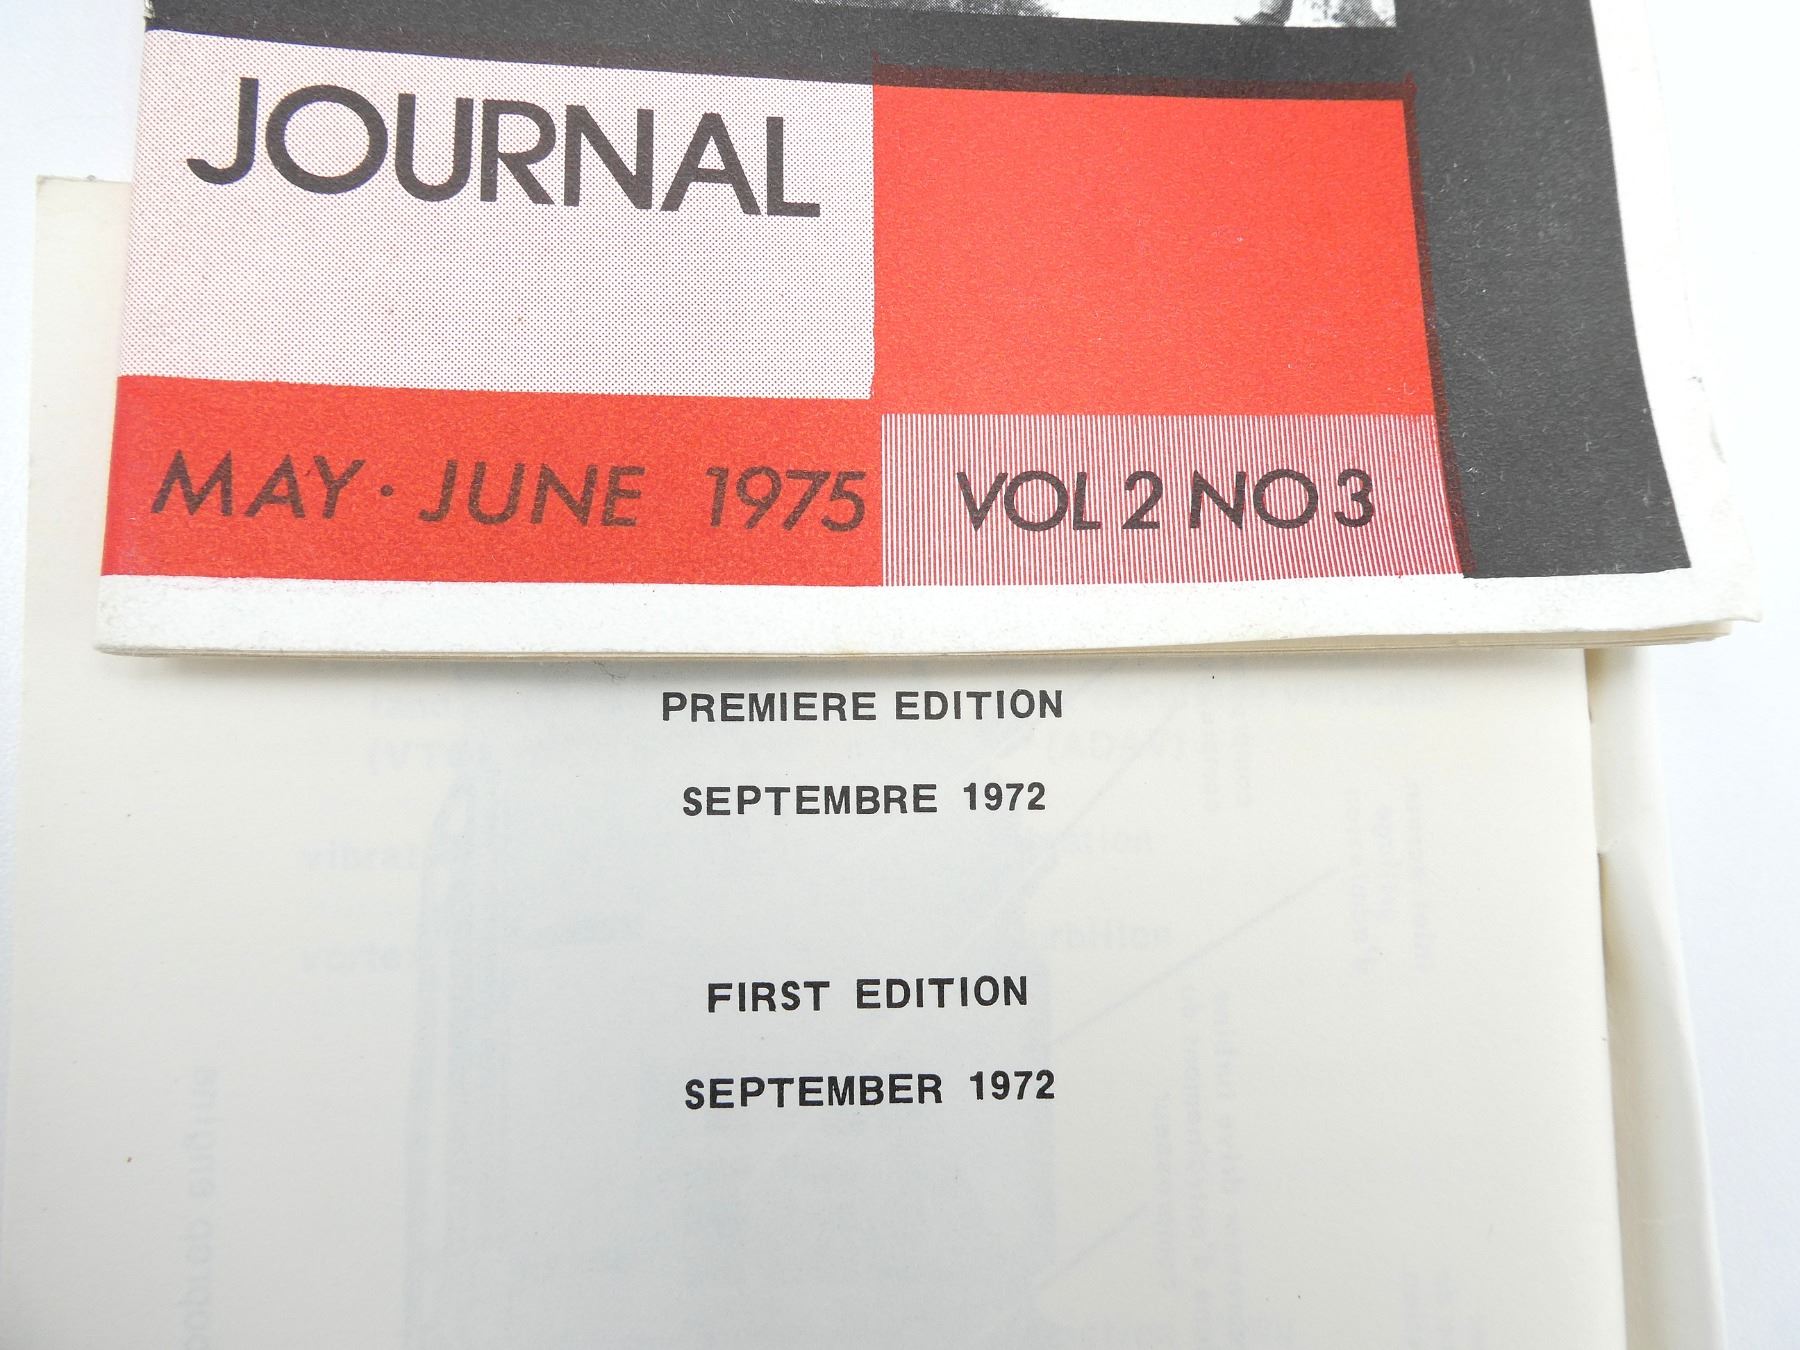 JOURNAL
MAY · JUNE 1975
VOL 2 NO 3
PREMIERE EDITION
SEPTEMBRE 1972
FIRST EDITION
SEPTEMBER 1972